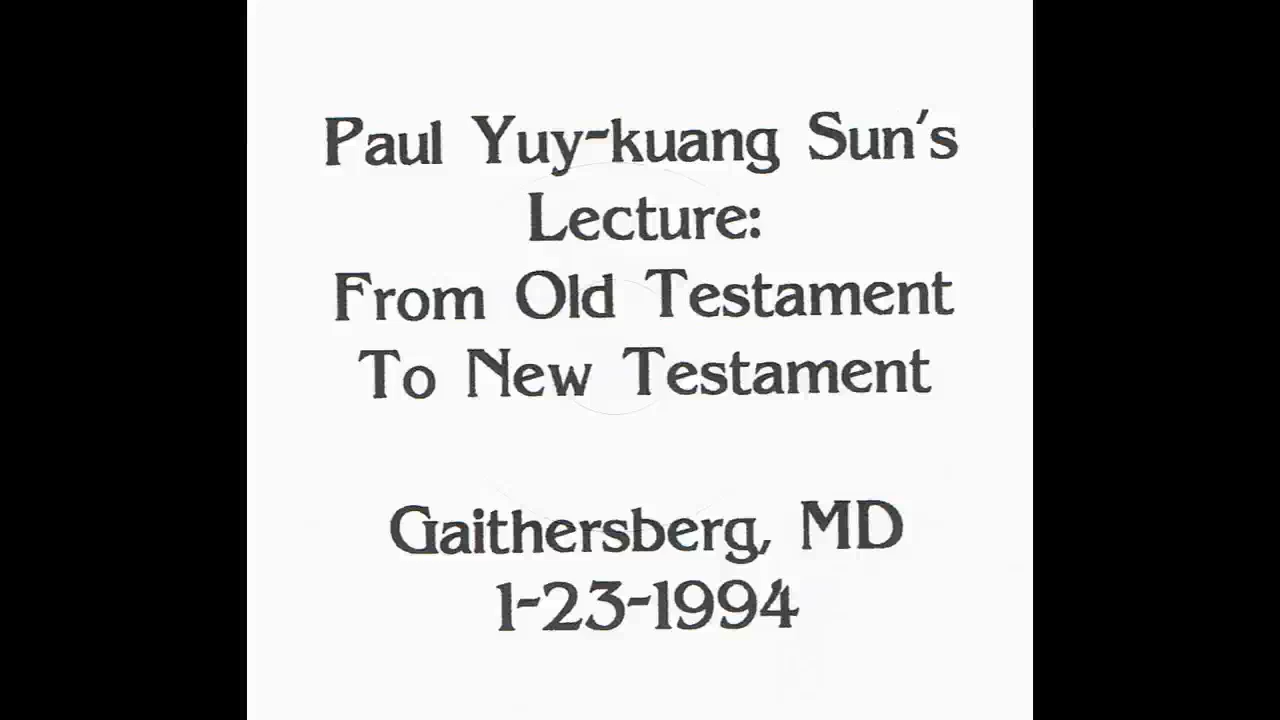 Paul Yuy-kuang Sun's
Lecture:
From Old Testament
To New Testament
Gaithersberg, MD
1-23-1994